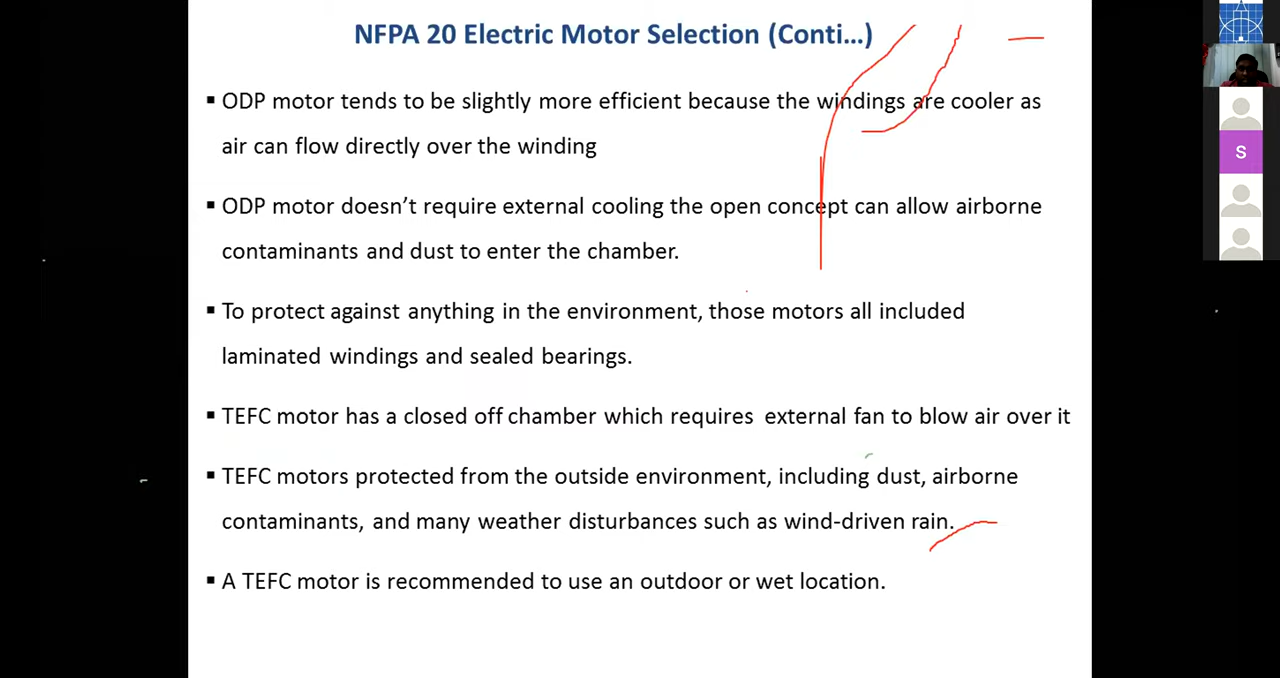 NFPA 20 Electric Motor Selection (Conti...)
▪ ODP motor tends to be slightly more efficient because the windings are cooler as
air can flow directly over the winding
▪ ODP motor doesn’t require external cooling the open concept can allow airborne
contaminants and dust to enter the chamber.
▪ To protect against anything in the environment, those motors all included
laminated windings and sealed bearings.
▪ TEFC motor has a closed off chamber which requires external fan to blow air over it
▪ TEFC motors protected from the outside environment, including dust, airborne
contaminants, and many weather disturbances such as wind-driven rain.
▪ A TEFC motor is recommended to use an outdoor or wet location.
S